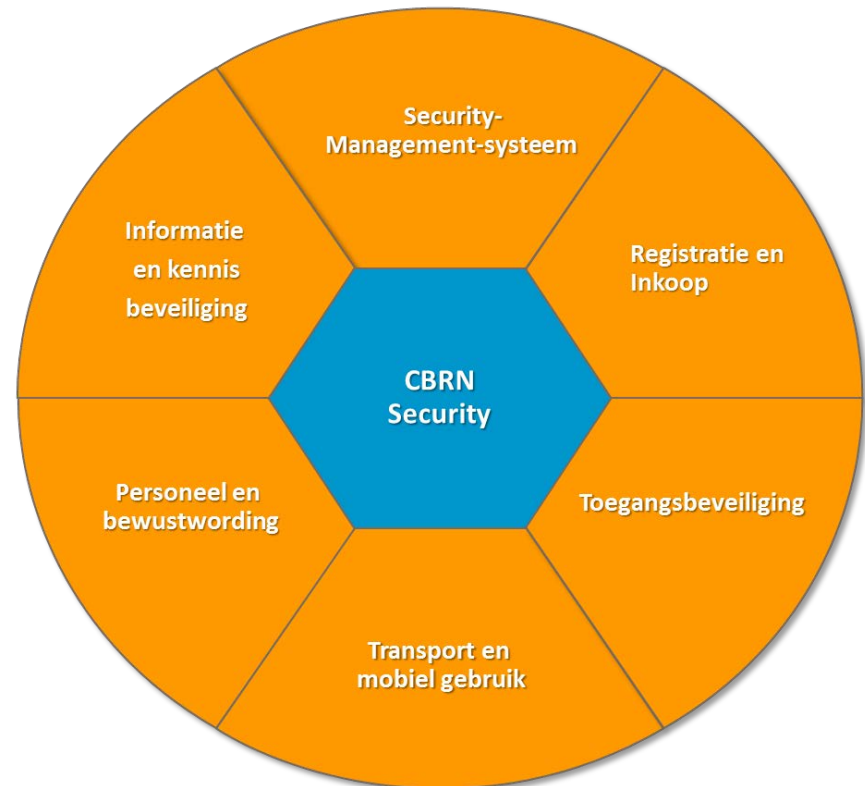 Security-
Management-systeem
Informatie
en kennis
beveiliging
Registratie en
Inkoop
CBRN
Security
Personeel en
bewustwording
Toegangsbeveiliging
Transport en
mobiel gebruik